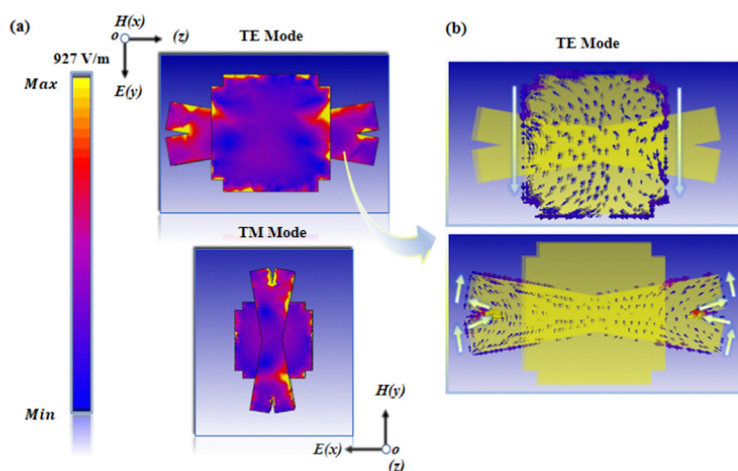 (a)
H(x)
o
(z)
E(y)
TE Mode
(b)
TE Mode
927 V/m
Max
TM Mode
Min
H(y)
E(x)
o
(z)